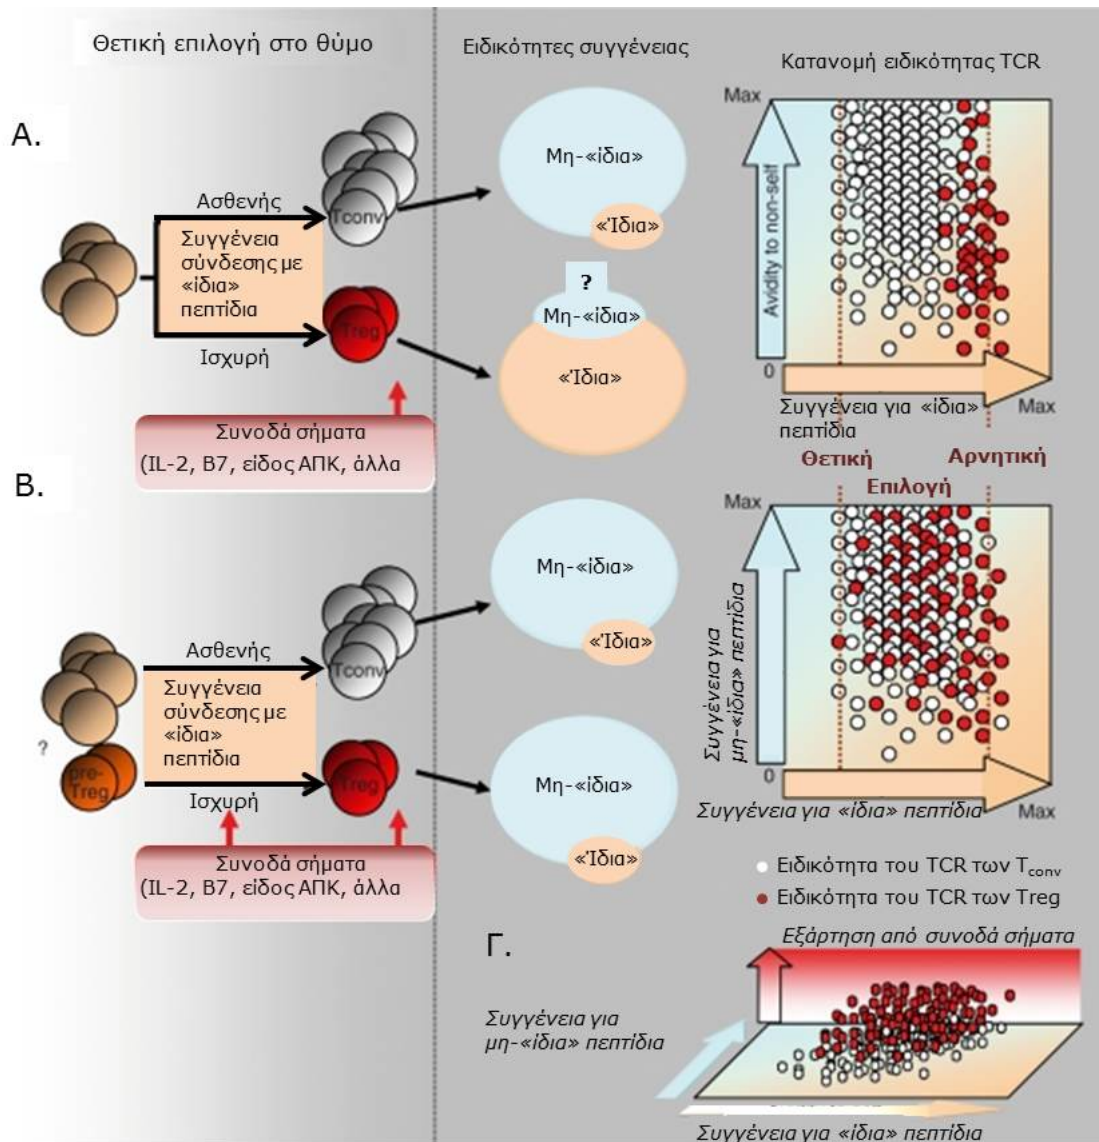 Θετική επιλογή στο θύμο
Ειδικότητες συγγένειας
Κατανομή ειδικότητας TCR
A.
Ασθενής
Συγγένεια
σύνδεσης με
«ίδια»
πεπτίδια
Ισχυρή
Tconv
Treg
Μη-«ίδια»
«Ίδια»
?
Μη-«ίδια»
«Ίδια»
Max
Avidity to non-self
0
Συγγένεια για «ίδια»
πεπτίδια
Max
Συνοδά σήματα
(IL-2, B7, είδος ΑΠΚ, άλλα
Θετική
Αρνητική
Επιλογή
B.
Ασθενής
Συγγένεια
σύνδεσης με
«ίδια»
πεπτίδια
Ισχυρή
?
pre-
Treg
Tconv
Treg
Μη-«ίδια»
«Ίδια»
Μη-«ίδια»
«Ίδια»
Max
Συγγένεια για
μη-«ίδια» πεπτίδια
0
Συγγένεια για «ίδια» πεπτίδια
Max
Συνοδά σήματα
(IL-2, B7, είδος ΑΠΚ, άλλα
Ειδικότητα του TCR των Tconv
Ειδικότητα του TCR των Treg
Γ.
Εξάρτηση από συνοδά σήματα
Συγγένεια για
μη-«ίδια» πεπτίδια
Συγγένεια για «ίδια» πεπτίδια